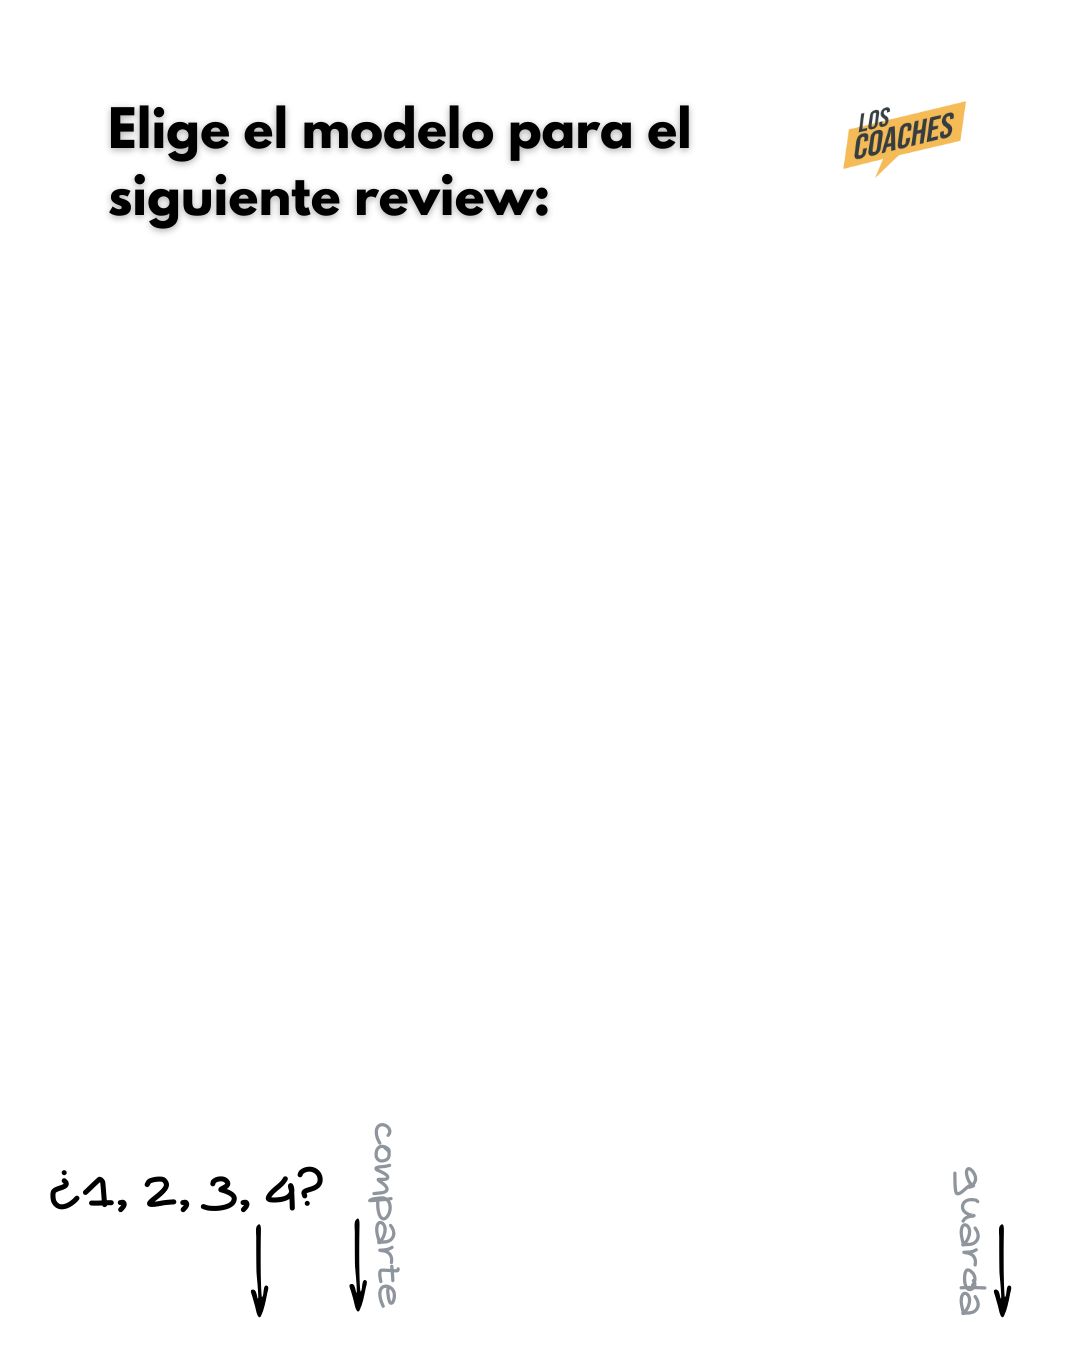 Elige el modelo para el
siguiente review:
LOS
COACHES
¿1, 2, 3, 4?
comparte
guarda